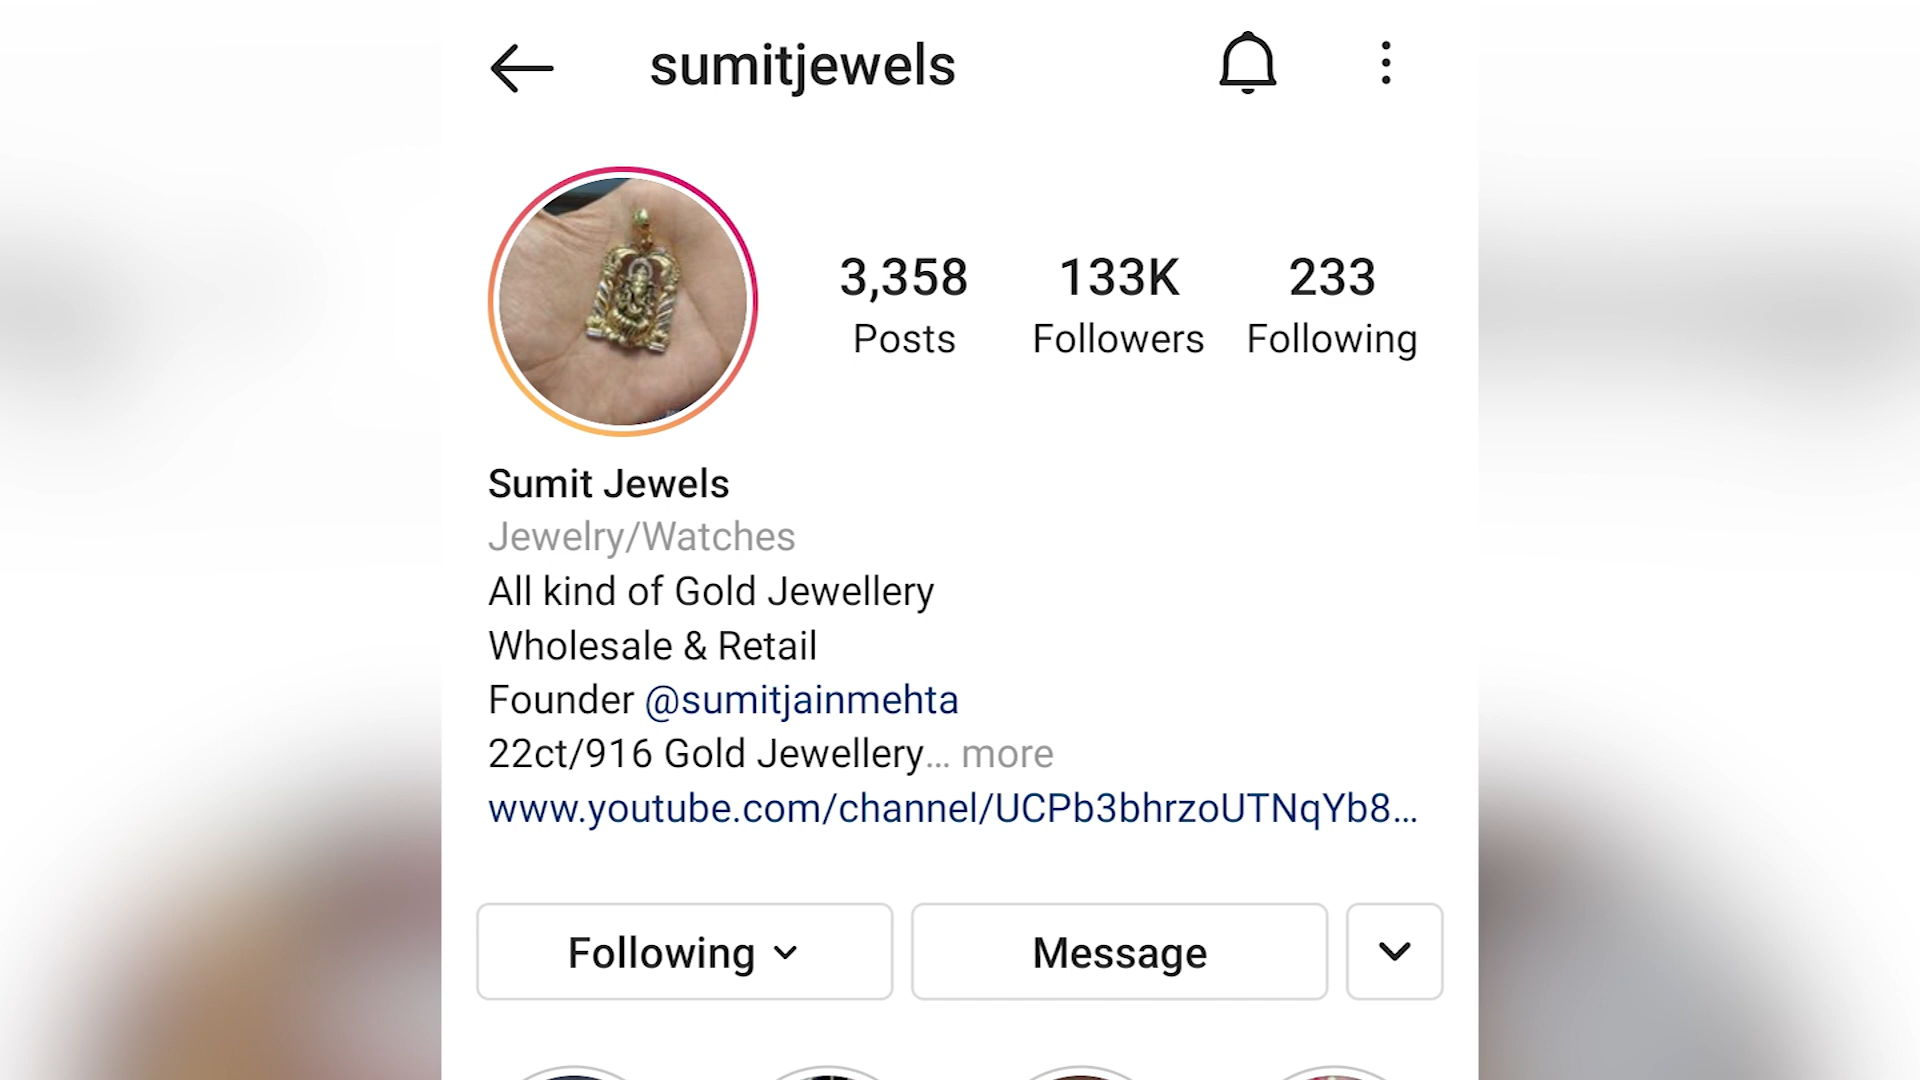 sumitjewels
3,358 133K 233
Posts Followers Following
Sumit Jewels
Jewelry/Watches
All kind of Gold Jewellery
Wholesale & Retail
Founder @sumitjainmehta
22ct/916 Gold Jewellery... more
www.youtube.com/channel/UCPb3bhrzoUTNqYb8...
Following Message